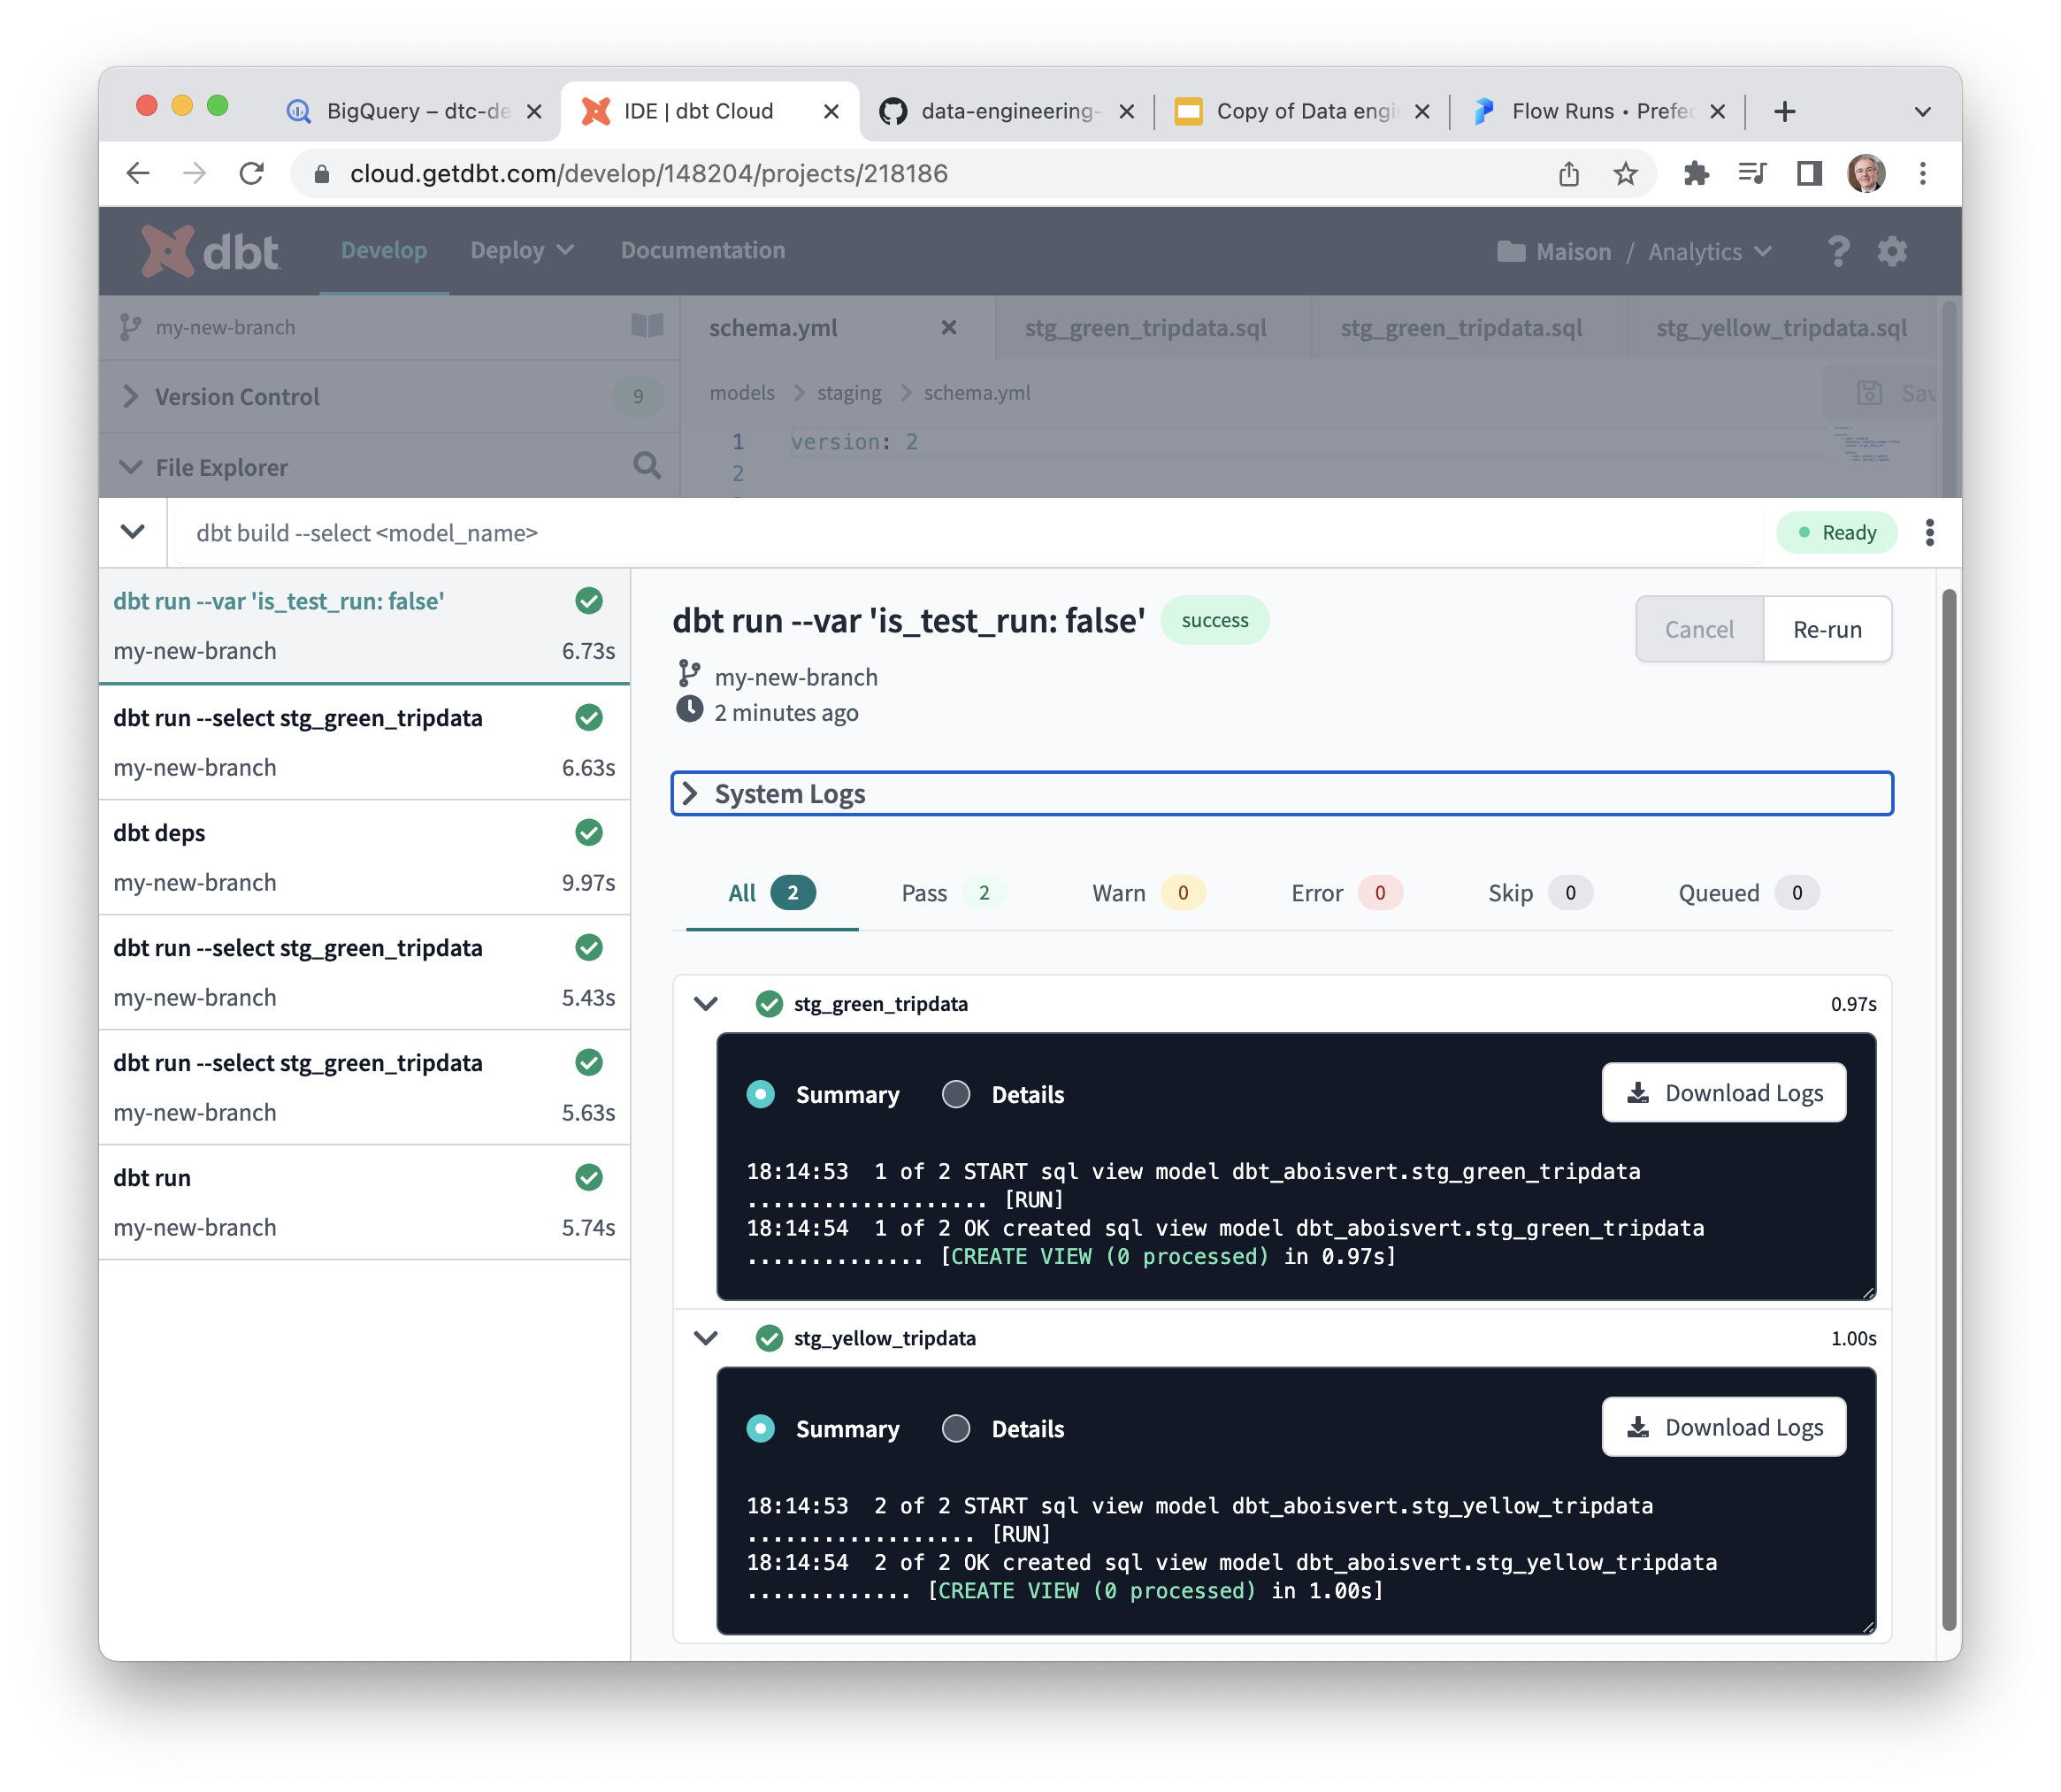 BigQuery – dtc-de
IDE | dbt Cloud
data-engineering-
Copy of Data engi
Flow Runs • Prefec
cloud.getdbt.com/develop/148204/projects/218186
dbt
Develop
Deploy
Documentation
Maison / Analytics
my-new-branch
schema.yml
stg_green_tripdata.sql
stg_green_tripdata.sql
stg_yellow_tripdata.sql
Version Control
9
models > staging > schema.yml
Sav
File Explorer
1 version: 2
2
dbt build --select <model_name>
Ready
dbt run --var 'is_test_run: false'
my-new-branch 6.73s
dbt run --select stg_green_tripdata
my-new-branch 6.63s
dbt deps
my-new-branch 9.97s
dbt run --select stg_green_tripdata
my-new-branch 5.43s
dbt run --select stg_green_tripdata
my-new-branch 5.63s
dbt run
my-new-branch 5.74s
dbt run --var 'is_test_run: false' success
Cancel
Re-run
my-new-branch
2 minutes ago
System Logs
All 2
Pass 2
Warn 0
Error 0
Skip 0
Queued 0
stg_green_tripdata 0.97s
Summary
Details
Download Logs
18:14:53 1 of 2 START sql view model dbt_aboisvert.stg_green_tripdata
................... [RUN]
18:14:54 1 of 2 OK created sql view model dbt_aboisvert.stg_green_tripdata
.............. [CREATE VIEW (0 processed) in 0.97s]
stg_yellow_tripdata 1.00s
Summary
Details
Download Logs
18:14:53 2 of 2 START sql view model dbt_aboisvert.stg_yellow_tripdata
.................. [RUN]
18:14:54 2 of 2 OK created sql view model dbt_aboisvert.stg_yellow_tripdata
............. [CREATE VIEW (0 processed) in 1.00s]